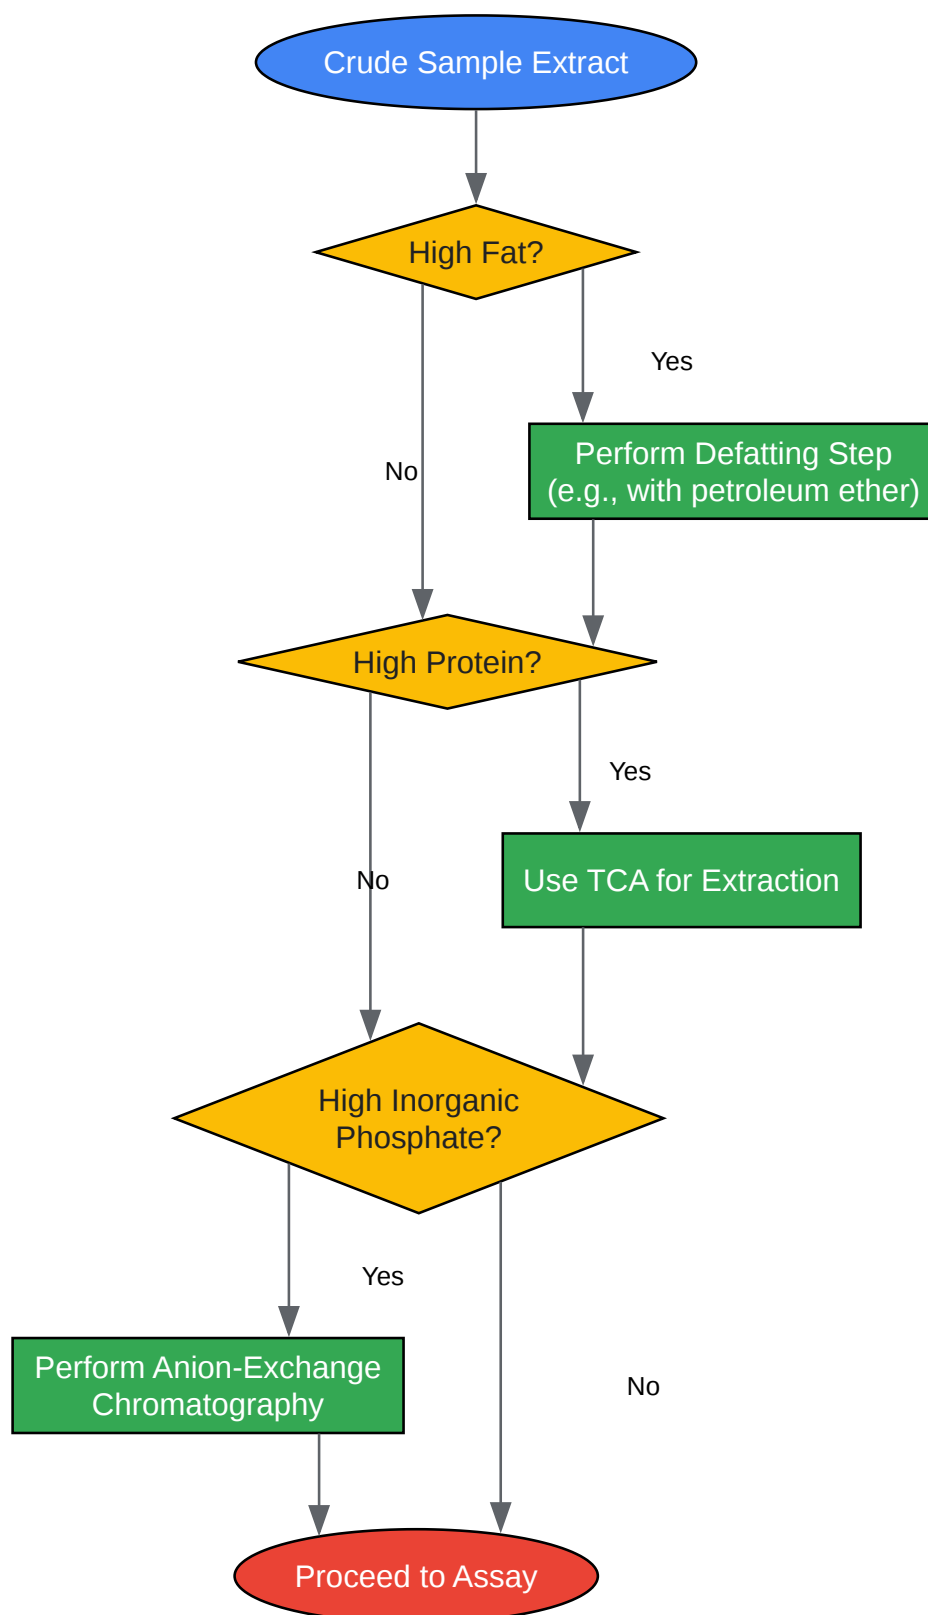 Crude Sample Extract
High Fat?
Yes
Perform Defatting Step
(e.g., with petroleum ether)
No
High Protein?
Yes
Use TCA for Extraction
No
High Inorganic
Phosphate?
Yes
Perform Anion-Exchange
Chromatography
No
Proceed to Assay